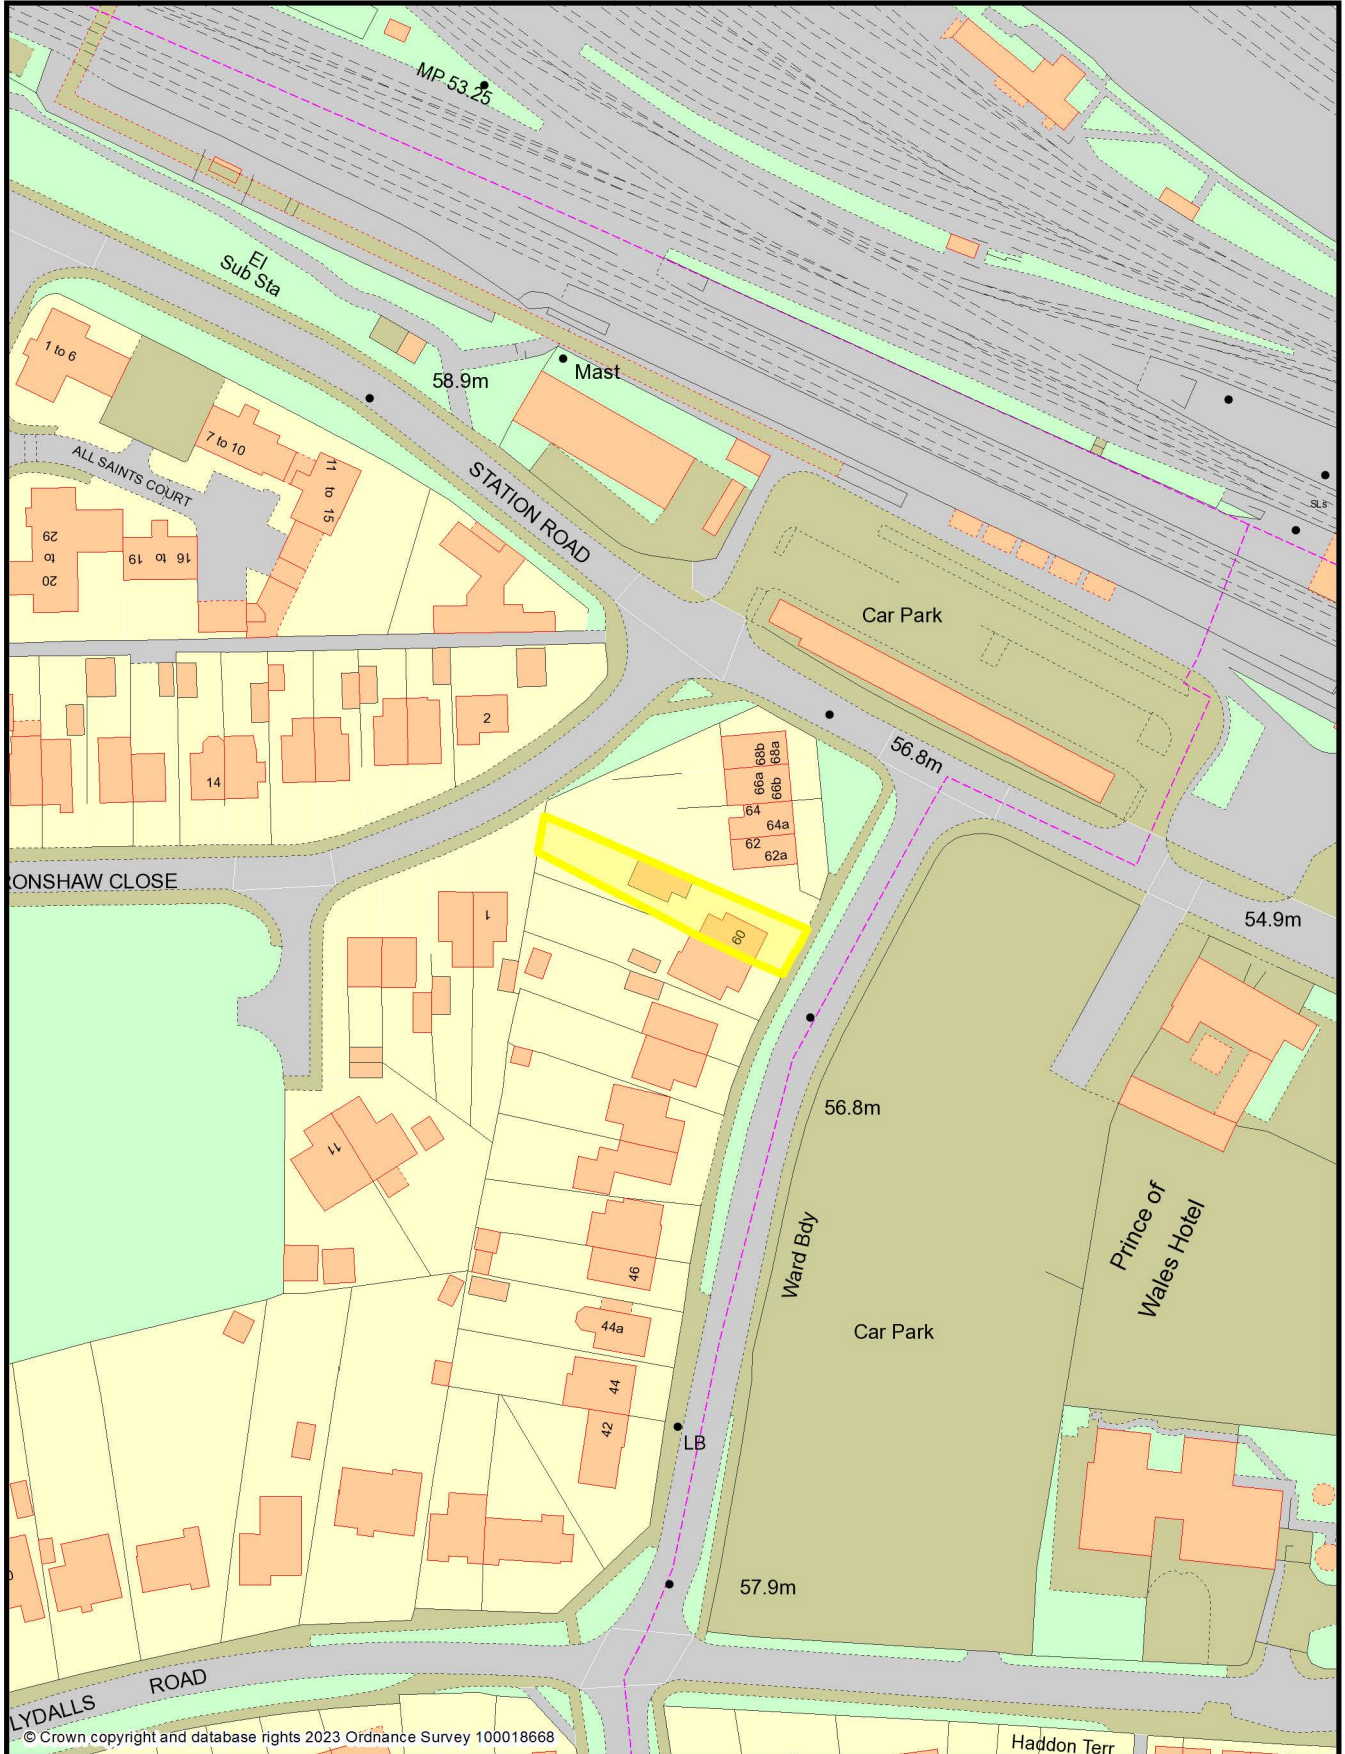 MP 53.25
El
Sub Sta
1 to 6
58.9m
Mast
7 to 10
ALL SAINTS COURT
11
to
15
STATION ROAD
SLs
29
to
20
16 to 19
Car Park
2
14
68b
68a
66a
66b
56.8m
64
64a
62
62a
RONSHAW CLOSE
1
60
54.9m
56.8m
11
Prince of
Wales Hotel
Ward Bdy
46
44a
Car Park
44
42
LB
57.9m
LYDALLS ROAD
Haddon Terr
© Crown copyright and database rights 2023 Ordnance Survey 100018668